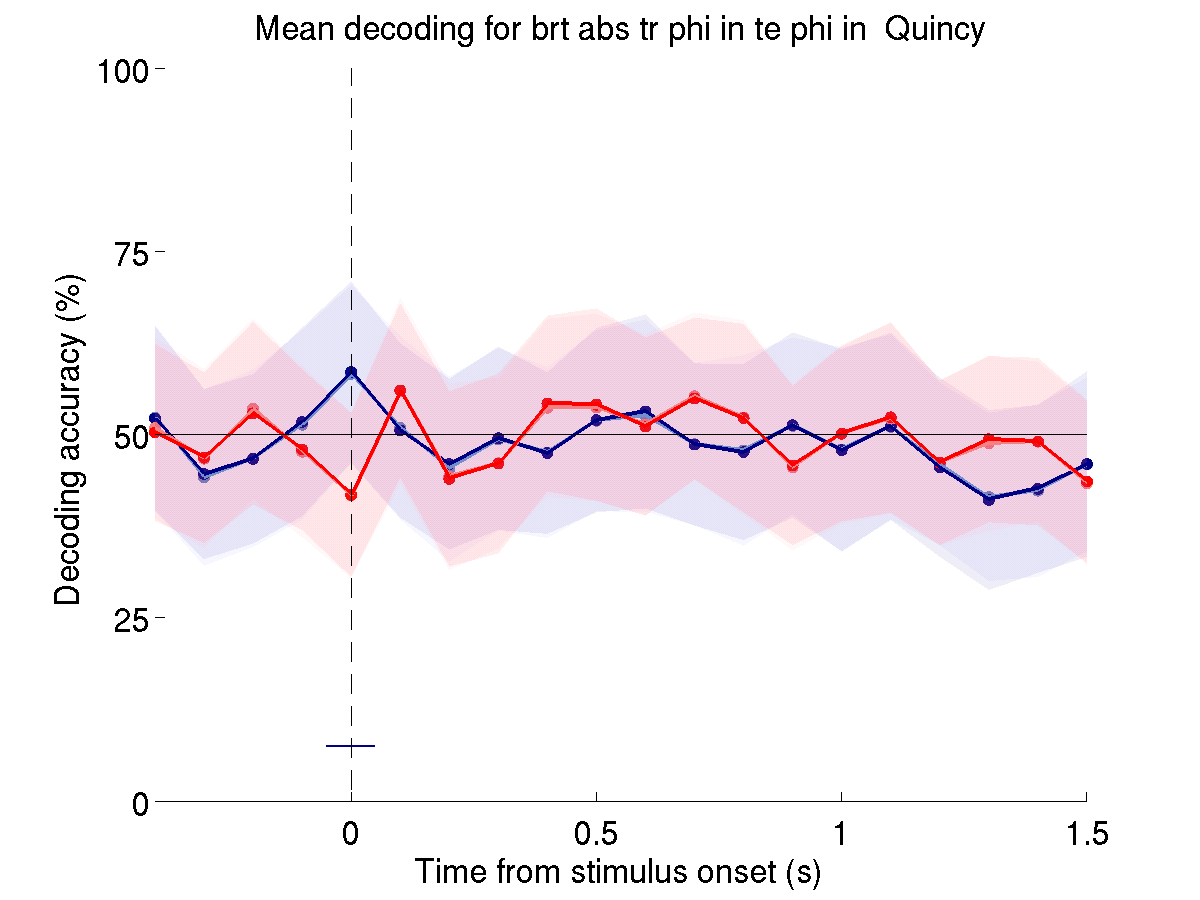 Mean decoding for brt abs tr phi in te phi in  Quincy
100
75
50
25
0
Decoding accuracy (%)
0 0.5 1 1.5
Time from stimulus onset (s)